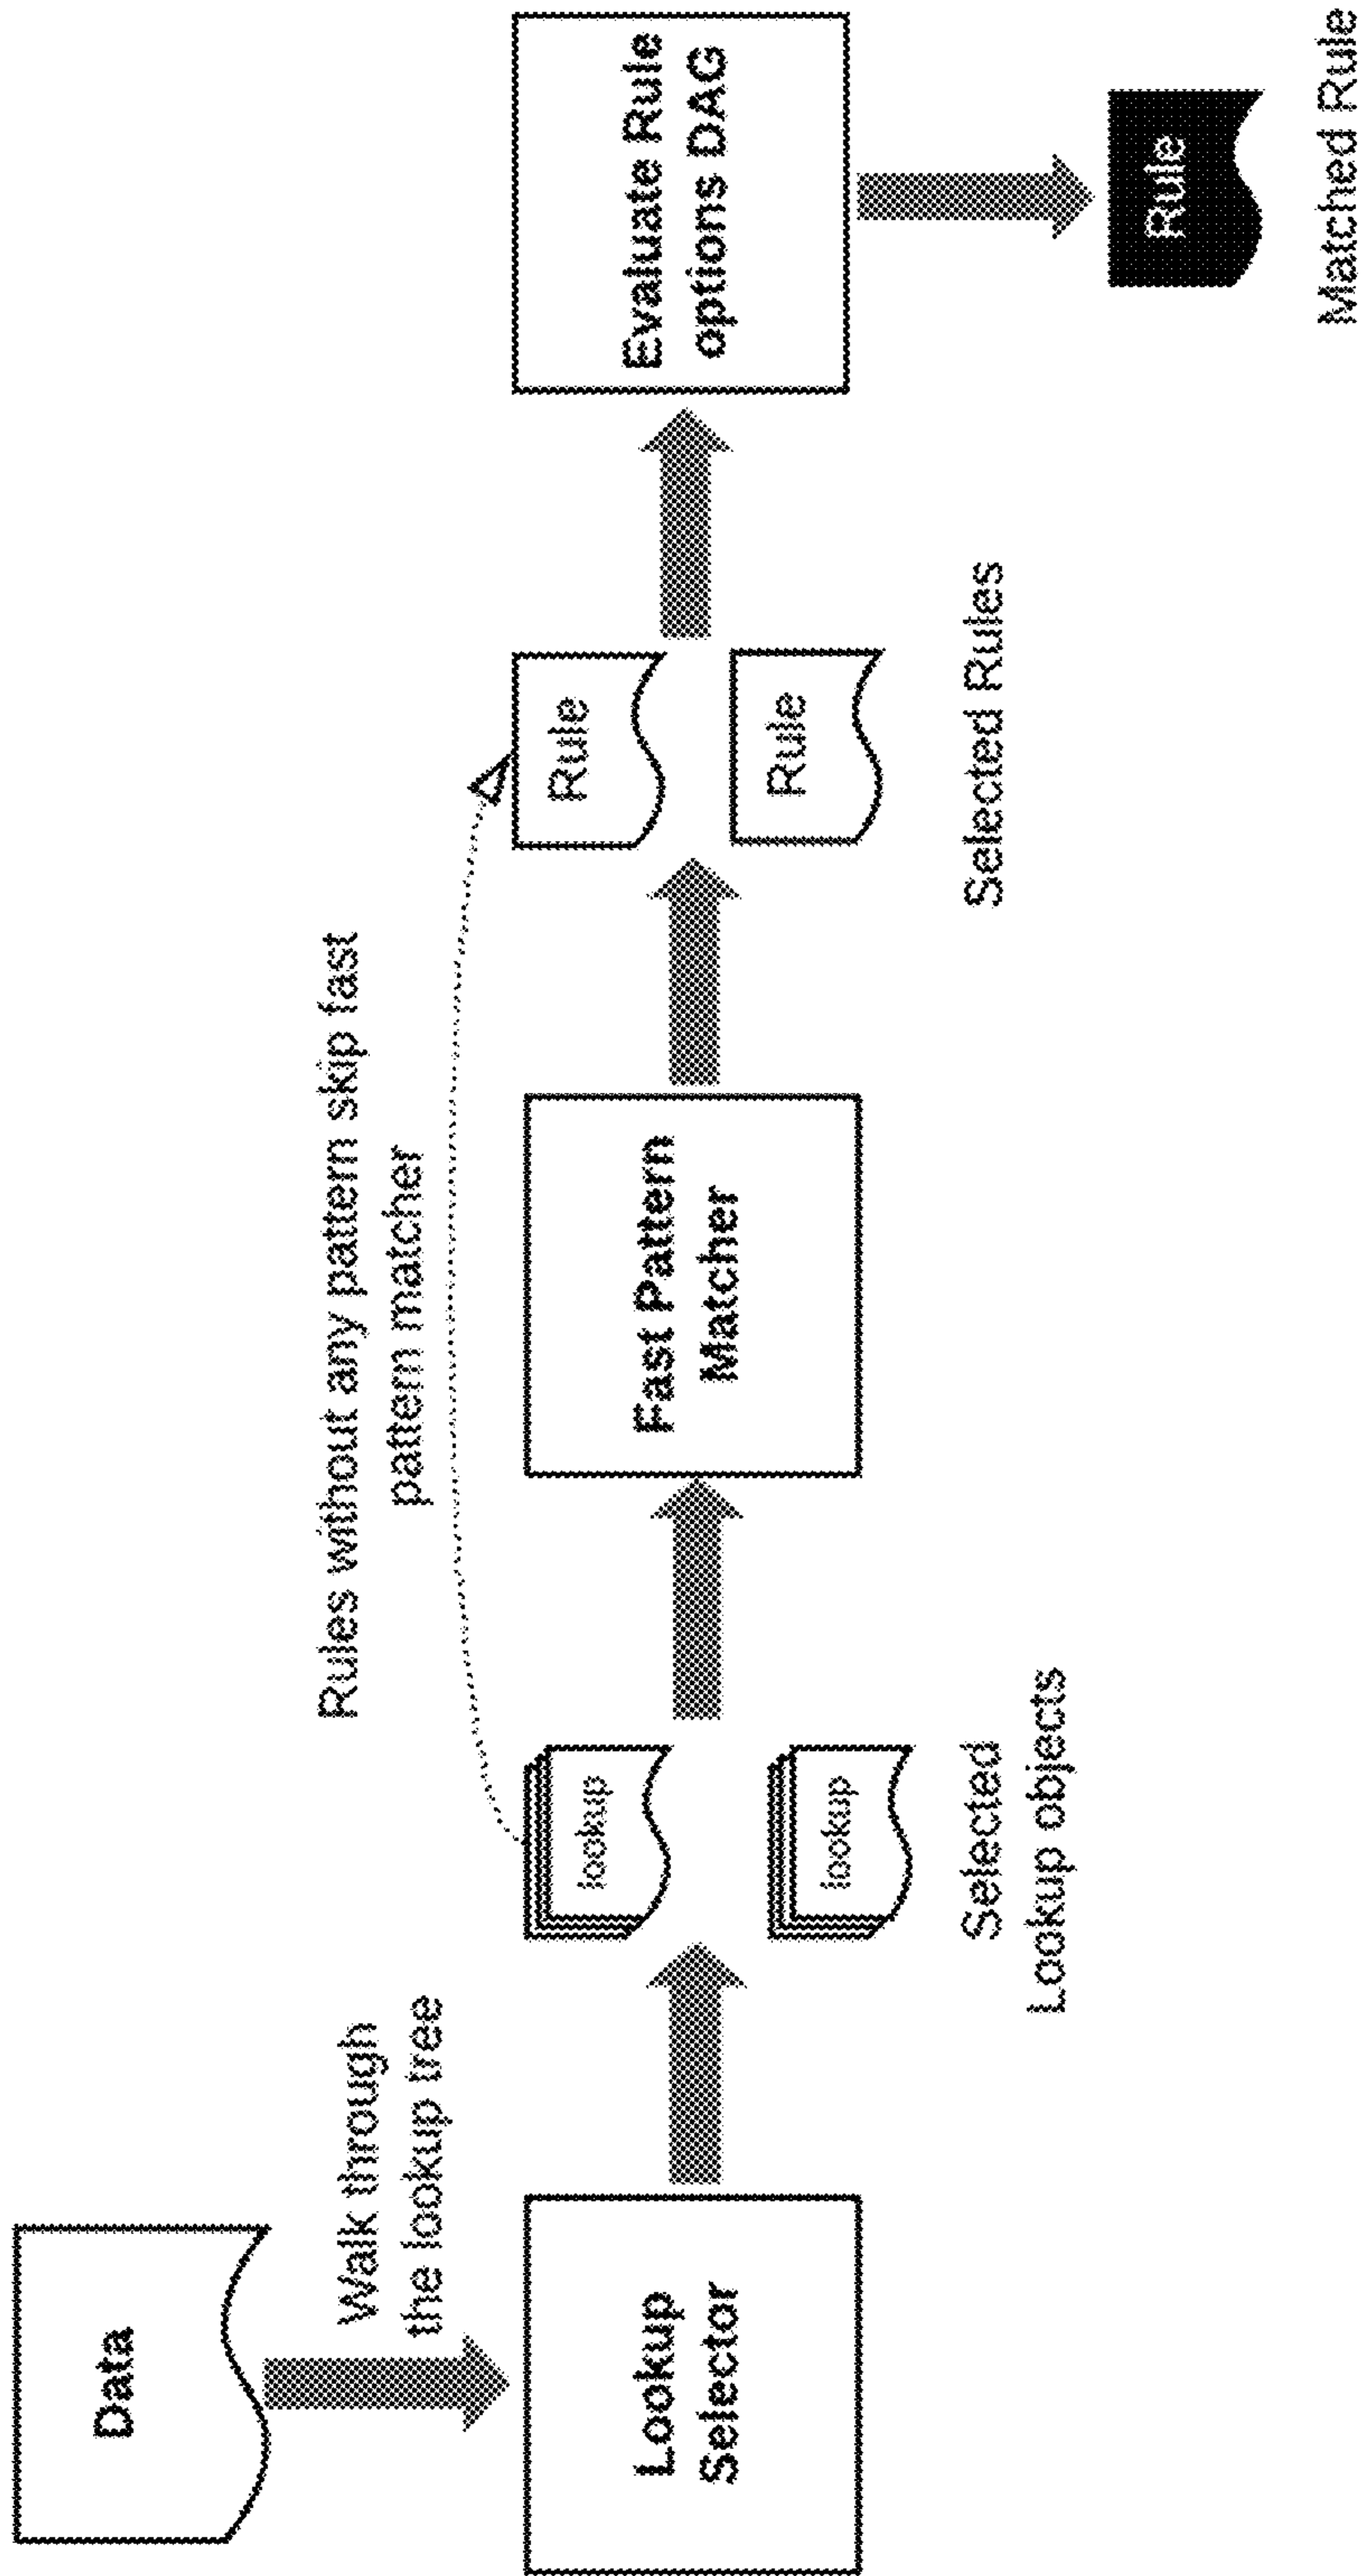 Data
Walk through
the lookup tree
Lookup
Selector
lookup
lookup
Selected
Lookup objects
Rules without any pattern skip fast
pattern matcher
Fast Pattern
Matcher
Rule
Rule
Selected Rules
Evaluate Rule
options DAG
Rule
Matched Rule